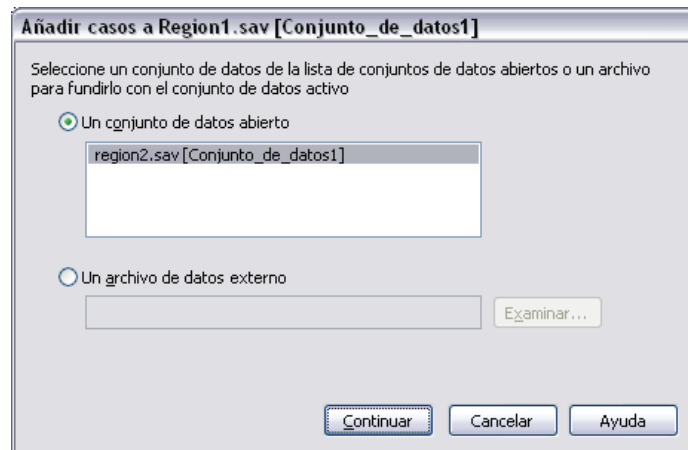 Añadir casos a Region1.sav [Conjunto_de_datos1]
Seleccione un conjunto de datos de la lista de conjuntos de datos abiertos o un archivo
para fundirlo con el conjunto de datos activo
Un conjunto de datos abierto
region2.sav [Conjunto_de_datos1]
Un archivo de datos externo
Examinar...
Continuar
Cancelar
Ayuda